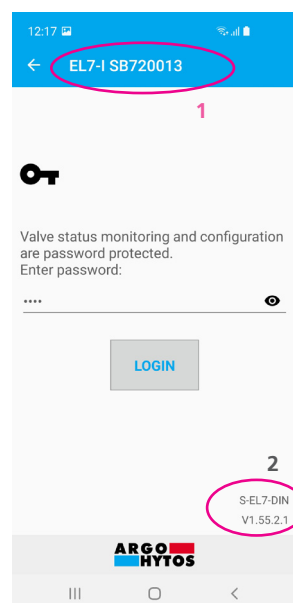 12:17
EL7-I SB720013
1
Valve status monitoring and configuration
are password protected.
Enter password:
....
LOGIN
2
S-EL7-DIN
V1.55.2.1
ARGO
HYTOS